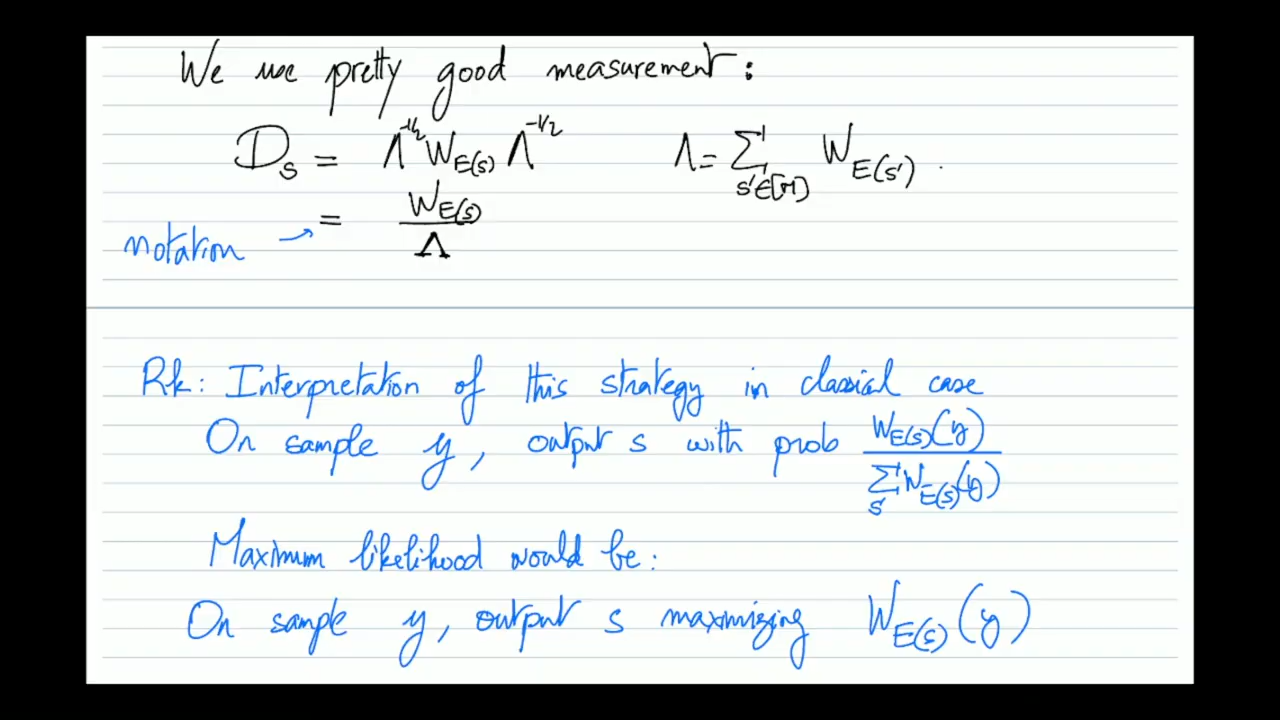 We use pretty good measurement:
D_s = Λ^{-1/2} W_{E(s)} Λ^{-1/2}   Λ = Σ_{s'∈[M]} W_{E(s')} .
notation → = W_{E(s)} / Λ
Rk: Interpretation of this strategy in classical case
On sample y, output s with prob W_{E(s)}(y) / Σ_{s'} W_{E(s')}(y)
Maximum likelihood would be:
On sample y, output s maximizing W_{E(s)}(y)